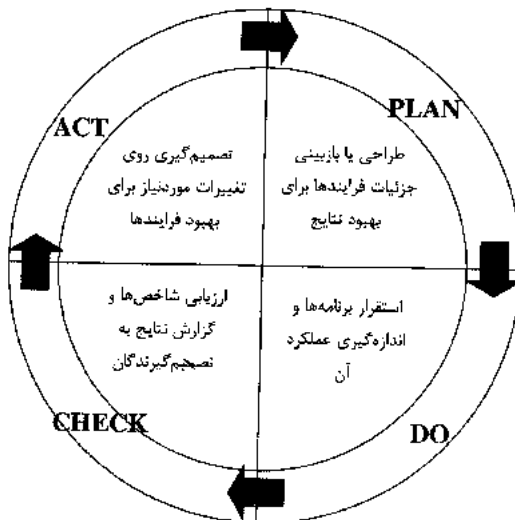 PLAN
طراحی یا بازبینی
جزئیات فرایندها برای
بهبود نتایج
DO
استقرار برنامه‌ها و
اندازه‌گیری عملکرد
آن
CHECK
ارزیابی شاخص‌ها و
گزارش نتایج به
تصمیم‌گیرندگان
ACT
تصمیم‌گیری روی
تغییرات موردنیاز برای
بهبود فرایندها